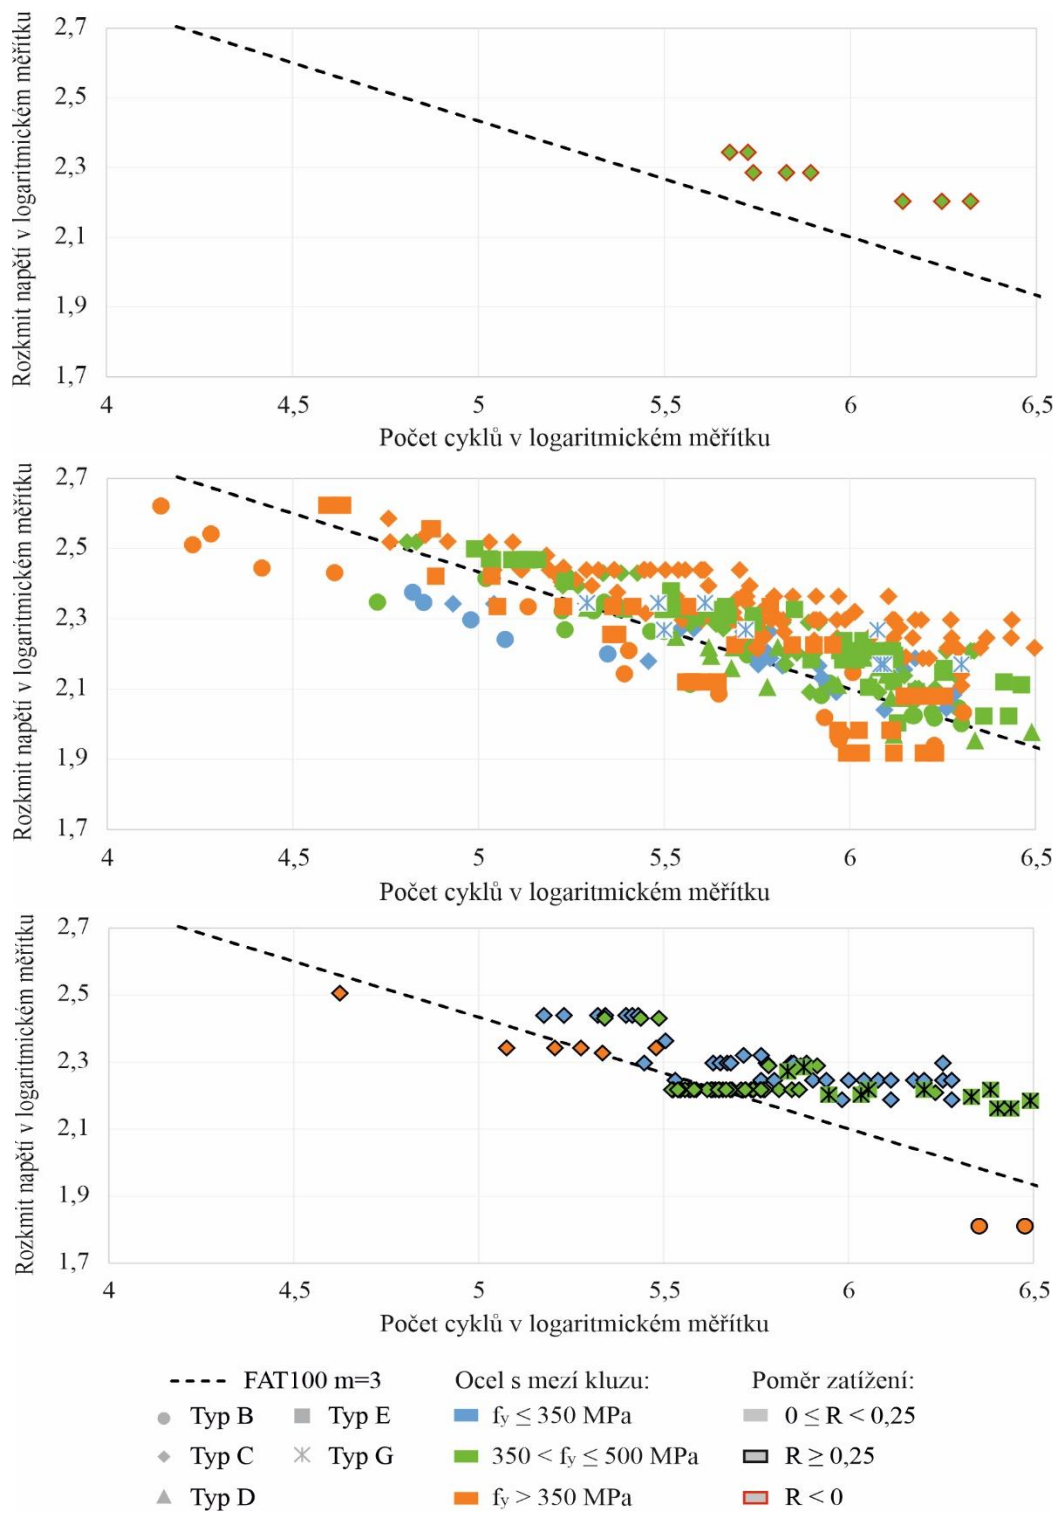 Rozkmit napětí v logaritmickém měřítku
2,7
2,5
2,3
2,1
1,9
1,7
4 4,5 5 5,5 6 6,5
Počet cyklů v logaritmickém měřítku
Rozkmit napětí v logaritmickém měřítku
2,7
2,5
2,3
2,1
1,9
1,7
4 4,5 5 5,5 6 6,5
Počet cyklů v logaritmickém měřítku
Rozkmit napětí v logaritmickém měřítku
2,7
2,5
2,3
2,1
1,9
1,7
4 4,5 5 5,5 6 6,5
Počet cyklů v logaritmickém měřítku
FAT100 m=3 Ocel s mezí kluzu: Poměr zatížení:
Typ B Typ E fy ≤ 350 MPa 0 ≤ R < 0,25
Typ C Typ G 350 < fy ≤ 500 MPa R ≥ 0,25
Typ D fy > 350 MPa R < 0